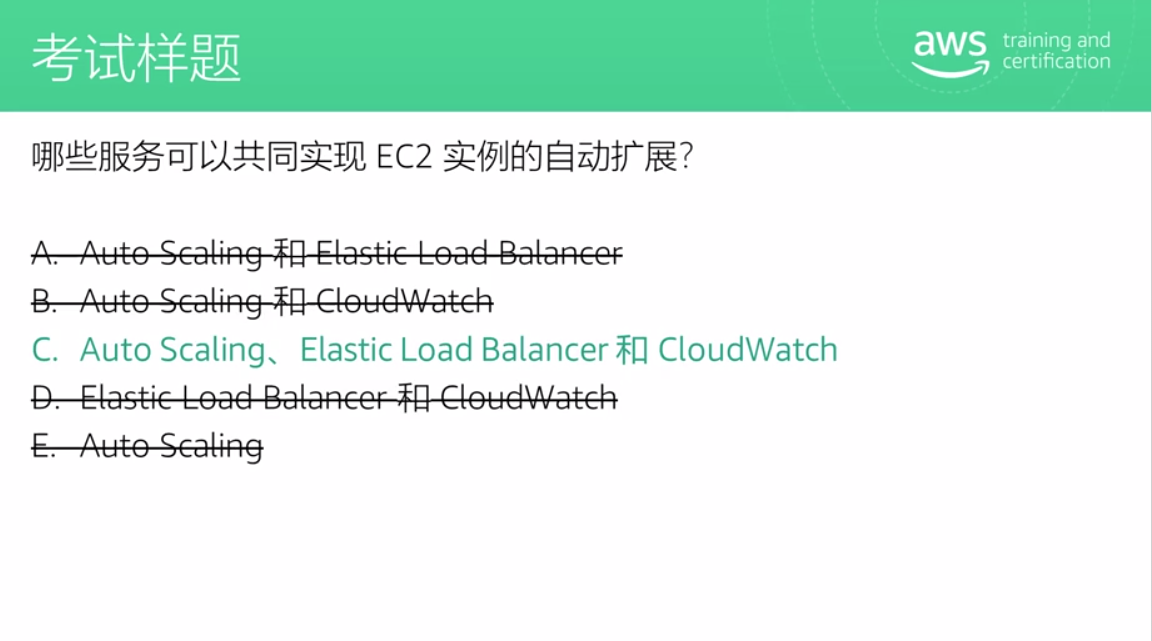 考试样题
aws training and
certification
哪些服务可以共同实现 EC2 实例的自动扩展?
A. Auto Scaling 和 Elastic Load Balancer
B. Auto Scaling 和 CloudWatch
C. Auto Scaling、Elastic Load Balancer 和 CloudWatch
D. Elastic Load Balancer 和 CloudWatch
E. Auto Scaling